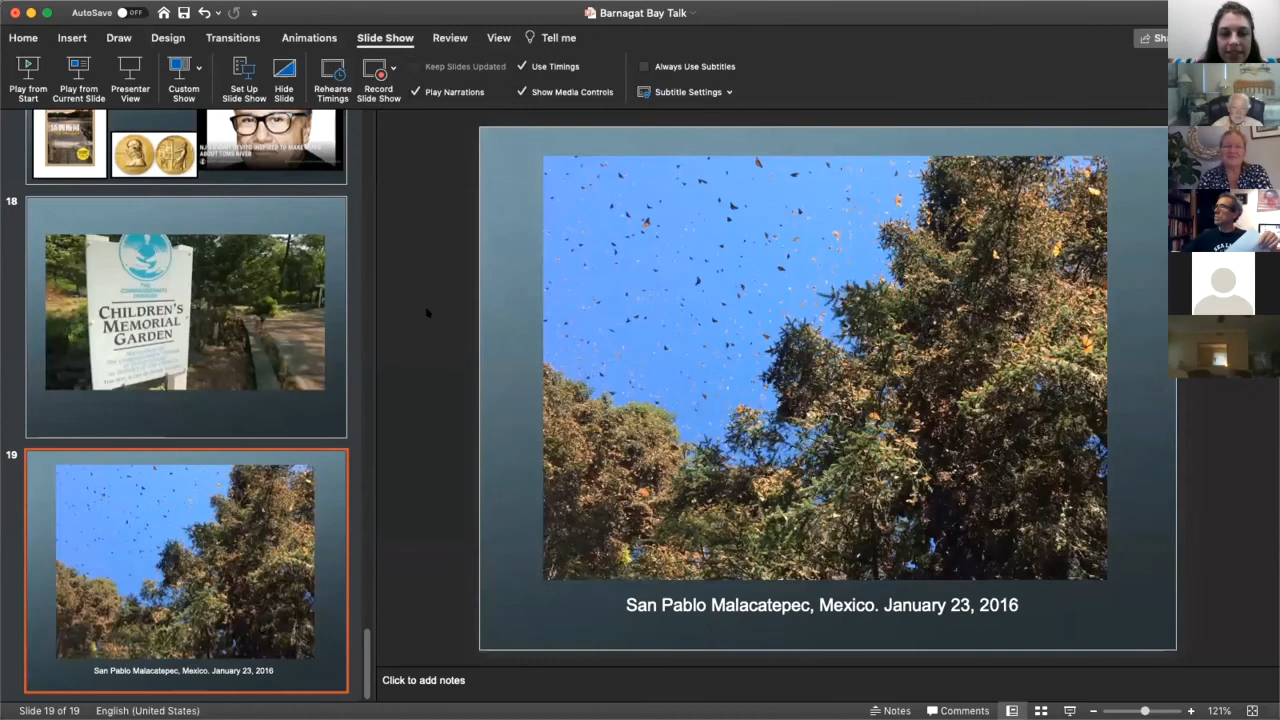 AutoSave OFF
Barnagat Bay Talk
Home Insert Draw Design Transitions Animations Slide Show Review View Tell me
Sha
Play from Start
Play from Current Slide
Presenter View
Custom Show
Set Up Slide Show
Hide Slide
Rehearse Timings
Record Slide Show
Keep Slides Updated
Use Timings
Play Narrations
Show Media Controls
Always Use Subtitles
Subtitle Settings
ABOUT TOMS RIVER
18
CHILDREN'S
MEMORIAL
GARDEN
19
San Pablo Malacatepec, Mexico. January 23, 2016
San Pablo Malacatepec, Mexico. January 23, 2016
Click to add notes
Slide 19 of 19 English (United States) Notes Comments 121%